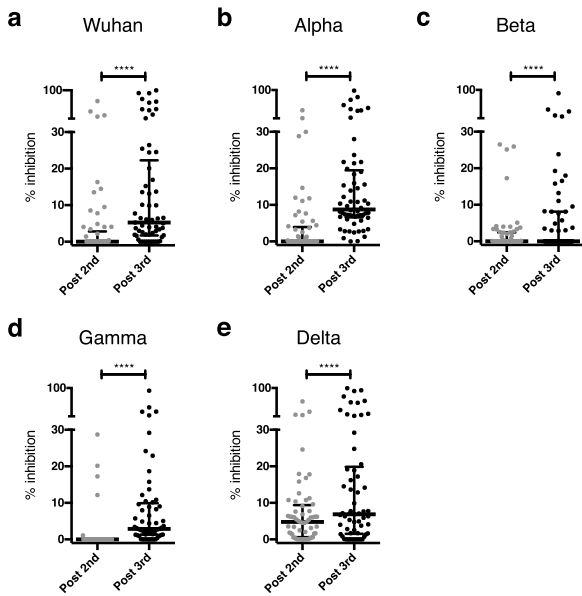 a
Wuhan
****
% inhibition
100
30
20
10
0
Post 2nd
Post 3rd
b
Alpha
****
% inhibition
100
30
20
10
0
Post 2nd
Post 3rd
c
Beta
****
% inhibition
100
30
20
10
0
Post 2nd
Post 3rd
d
Gamma
****
% inhibition
100
30
20
10
0
Post 2nd
Post 3rd
e
Delta
****
% inhibition
100
30
20
10
0
Post 2nd
Post 3rd